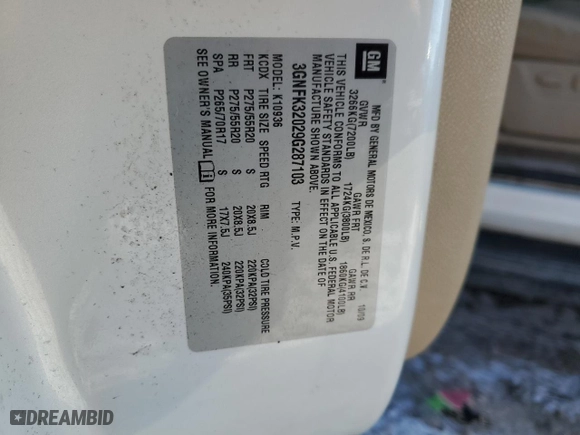 GM
MFD BY GENERAL MOTORS DE MEXICO, S. DE R.L. DE C.V. 10/09
GVWR GAWR FRT GAWR RR
3266KG(7200LB) 1724KG(3800LB) 1860KG(4100LB)
THIS VEHICLE CONFORMS TO ALL APPLICABLE U.S. FEDERAL MOTOR
VEHICLE SAFETY STANDARDS IN EFFECT ON THE DATE OF
MANUFACTURE SHOWN ABOVE.
3GNFK32029G287103 TYPE: M.P.V.
MODEL: K10936
KCDX TIRE SIZE SPEED RTG RIM COLD TIRE PRESSURE
FRT P275/55R20 S 20X8.5J 220KPA(32PSI)
RR P275/55R20 S 20X8.5J 220KPA(32PSI)
SPA P265/70R17 S 17X7.5J 240KPA(35PSI)
SEE OWNER'S MANUAL
DREAMBID